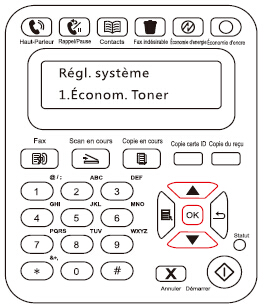 Haut-Parleur Rappel/Pause Contacts Fax indésirable Économie d'énergie Économie d'encre
Régl. système
1.Économ. Toner
Fax Scan en cours Copie en cours Copie carte ID Copie du reçu
@ / : ABC DEF
1 2 3
GHI JKL MNO
4 5 6 OK
PQRS TUV WXYZ
7 8 9 Statut
&+,
* 0 # X
Annuler Démarrer